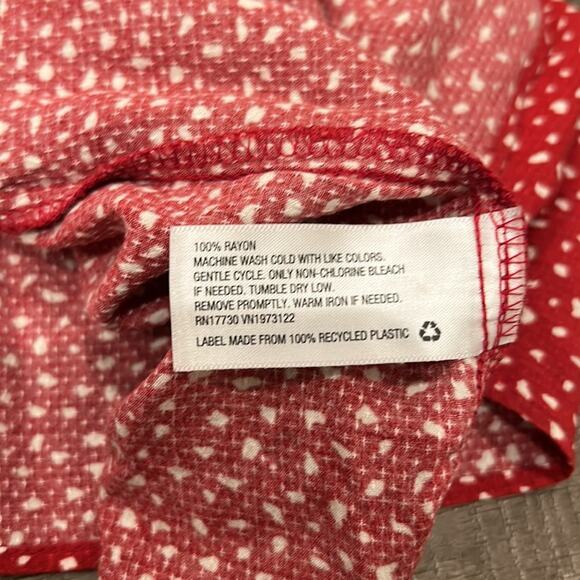 100% RAYON
MACHINE WASH COLD WITH LIKE COLORS.
GENTLE CYCLE. ONLY NON-CHLORINE BLEACH
IF NEEDED. TUMBLE DRY LOW.
REMOVE PROMPTLY. WARM IRON IF NEEDED.
RN17730 VN1973122
LABEL MADE FROM 100% RECYCLED PLASTIC